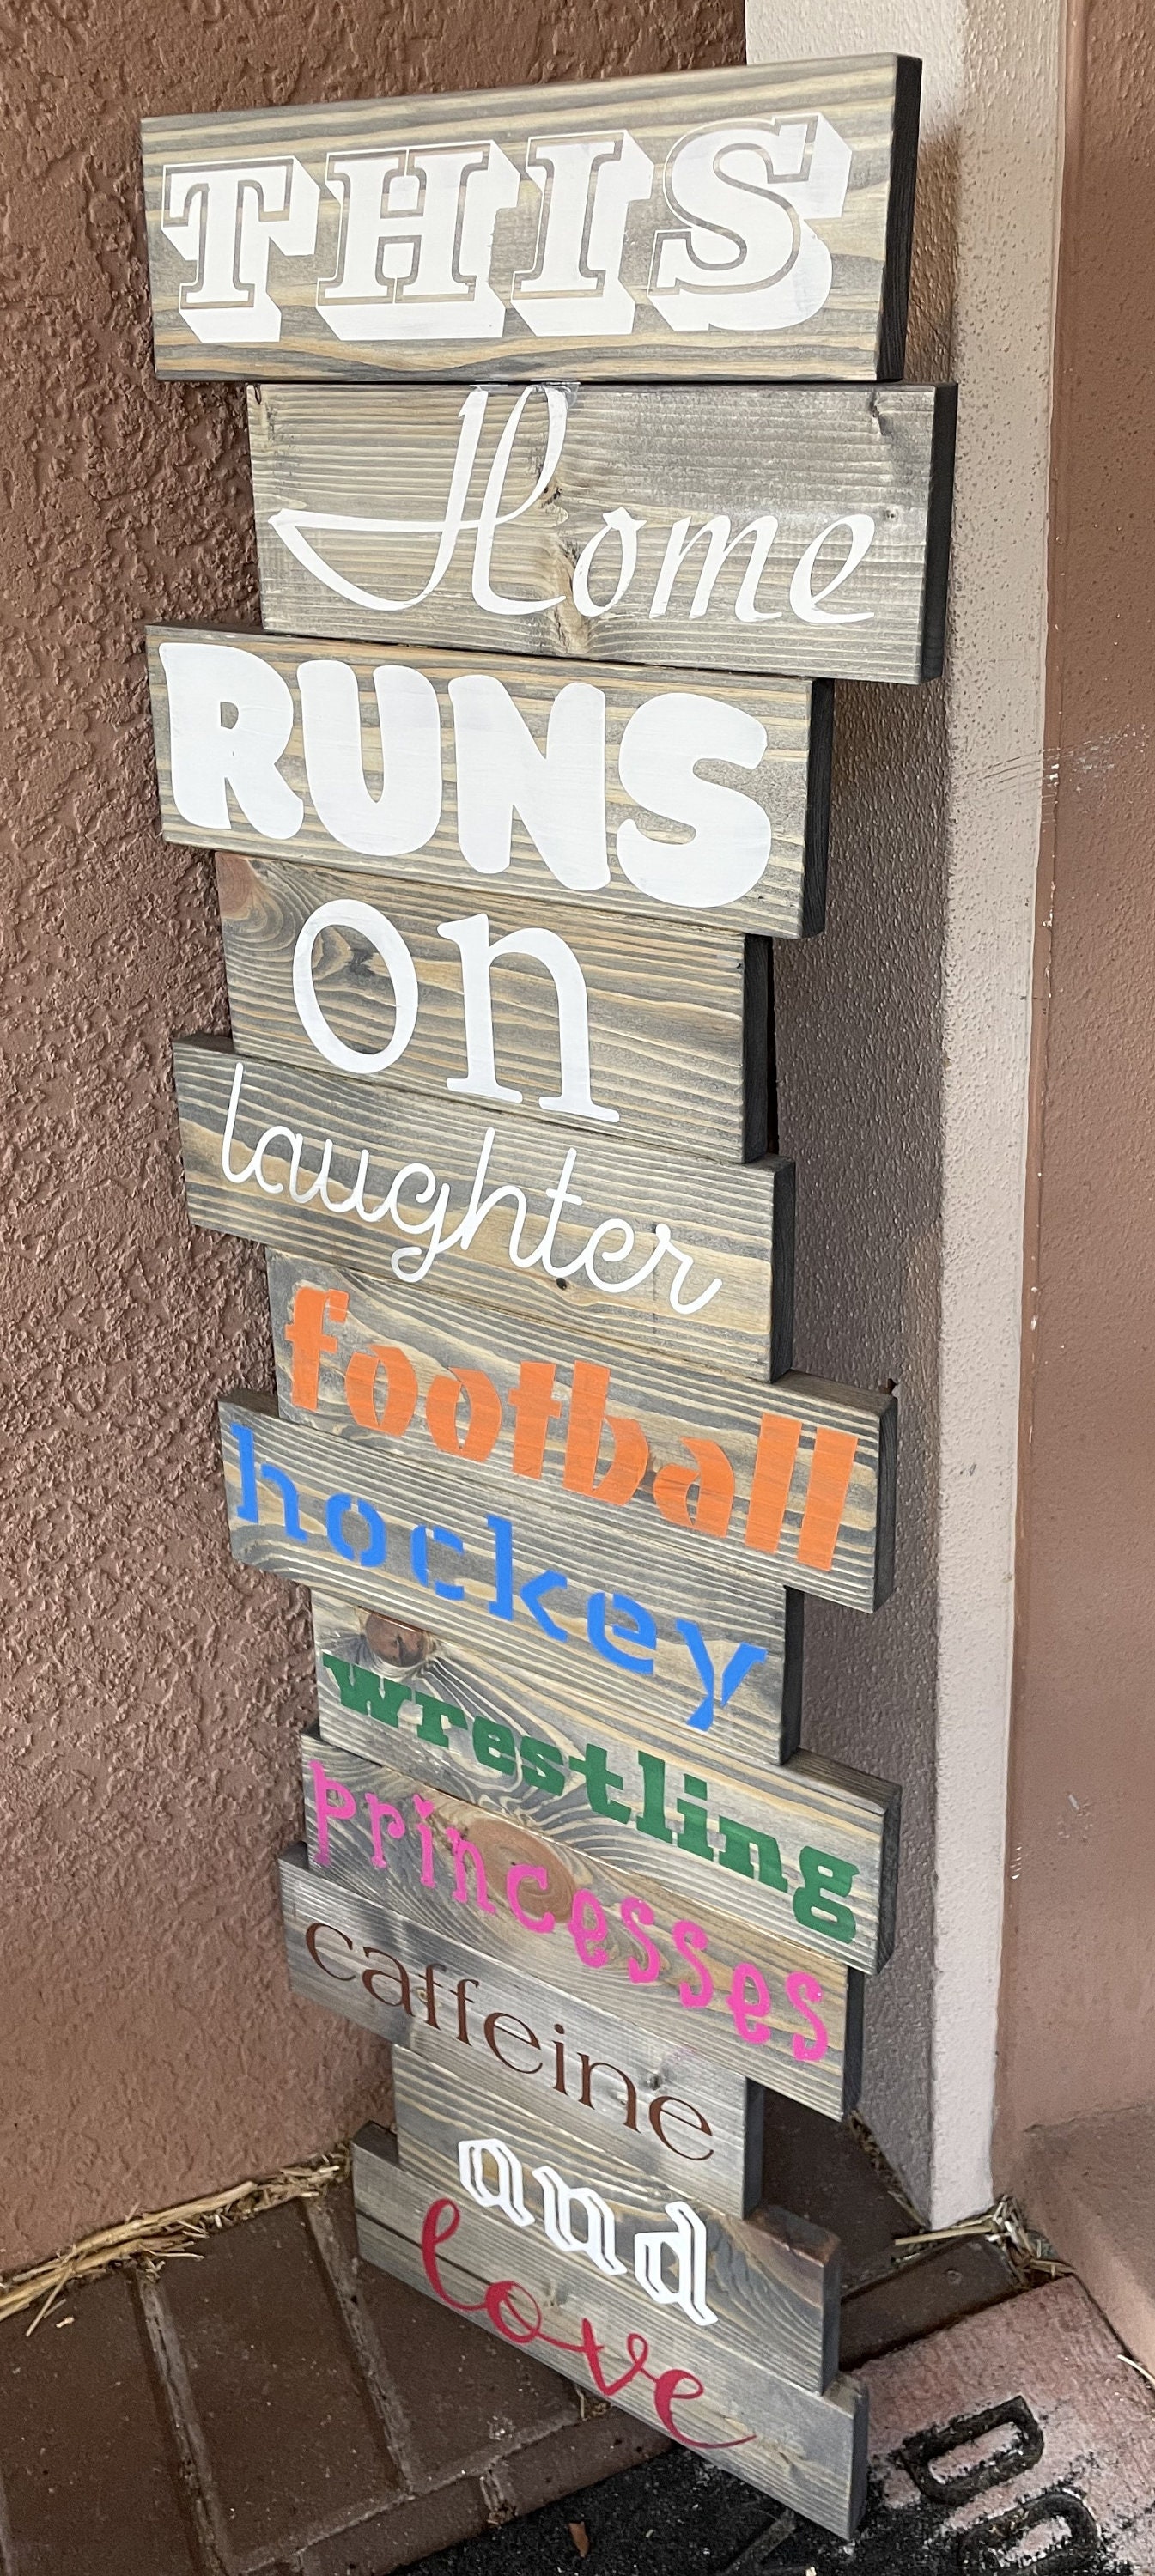 THIS
Home
RUNS
on
laughter
football
hockey
wrestling
princesses
caffeine
and
love